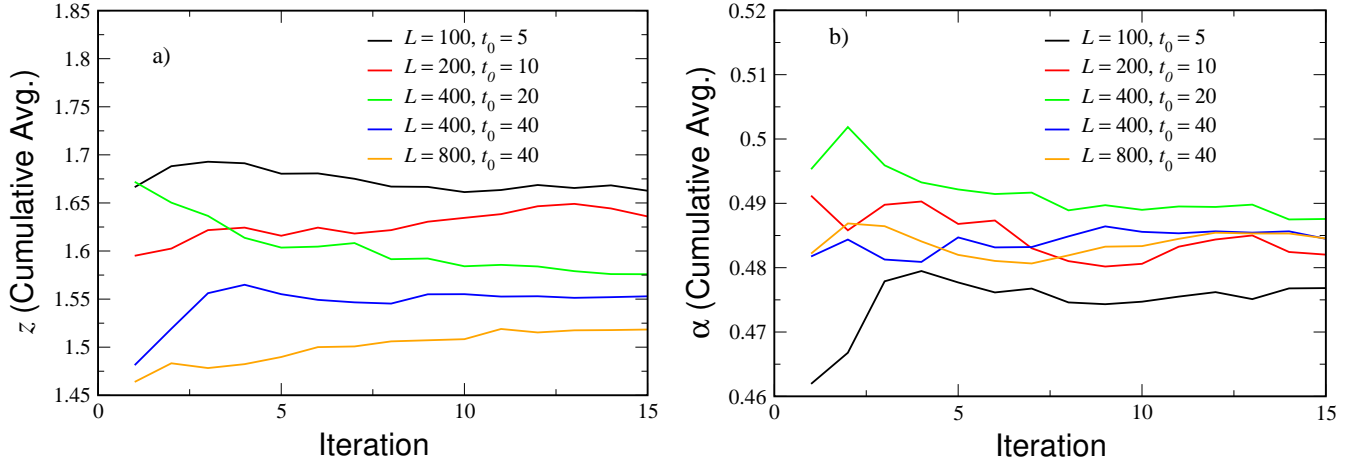 a)
L = 100, t0 = 5
L = 200, t0 = 10
L = 400, t0 = 20
L = 400, t0 = 40
L = 800, t0 = 40
1.85
1.8
1.75
1.7
1.65
1.6
1.55
1.5
1.45
z (Cumulative Avg.)
0 5 10 15
Iteration
b)
L = 100, t0 = 5
L = 200, t0 = 10
L = 400, t0 = 20
L = 400, t0 = 40
L = 800, t0 = 40
0.52
0.51
0.5
0.49
0.48
0.47
0.46
α (Cumulative Avg.)
0 5 10 15
Iteration